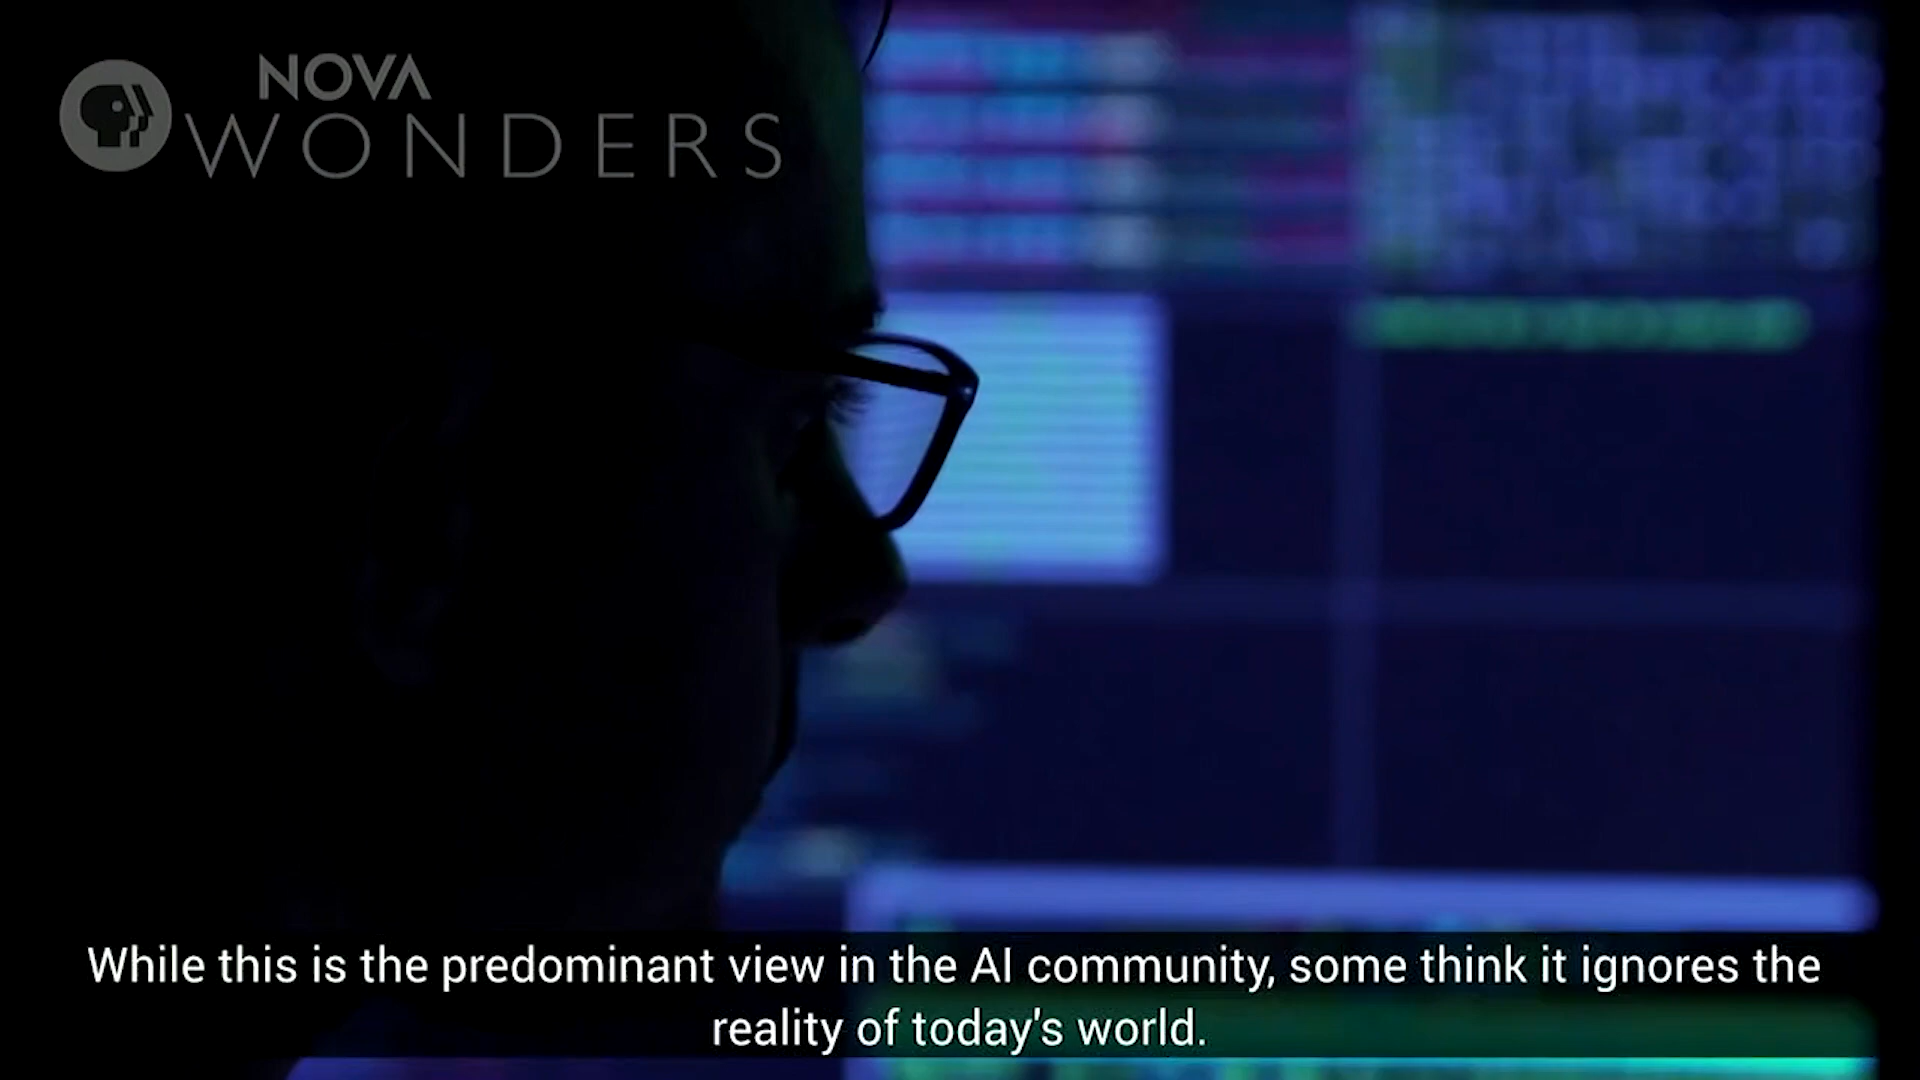 NOVA
WONDERS
While this is the predominant view in the AI community, some think it ignores the
reality of today's world.